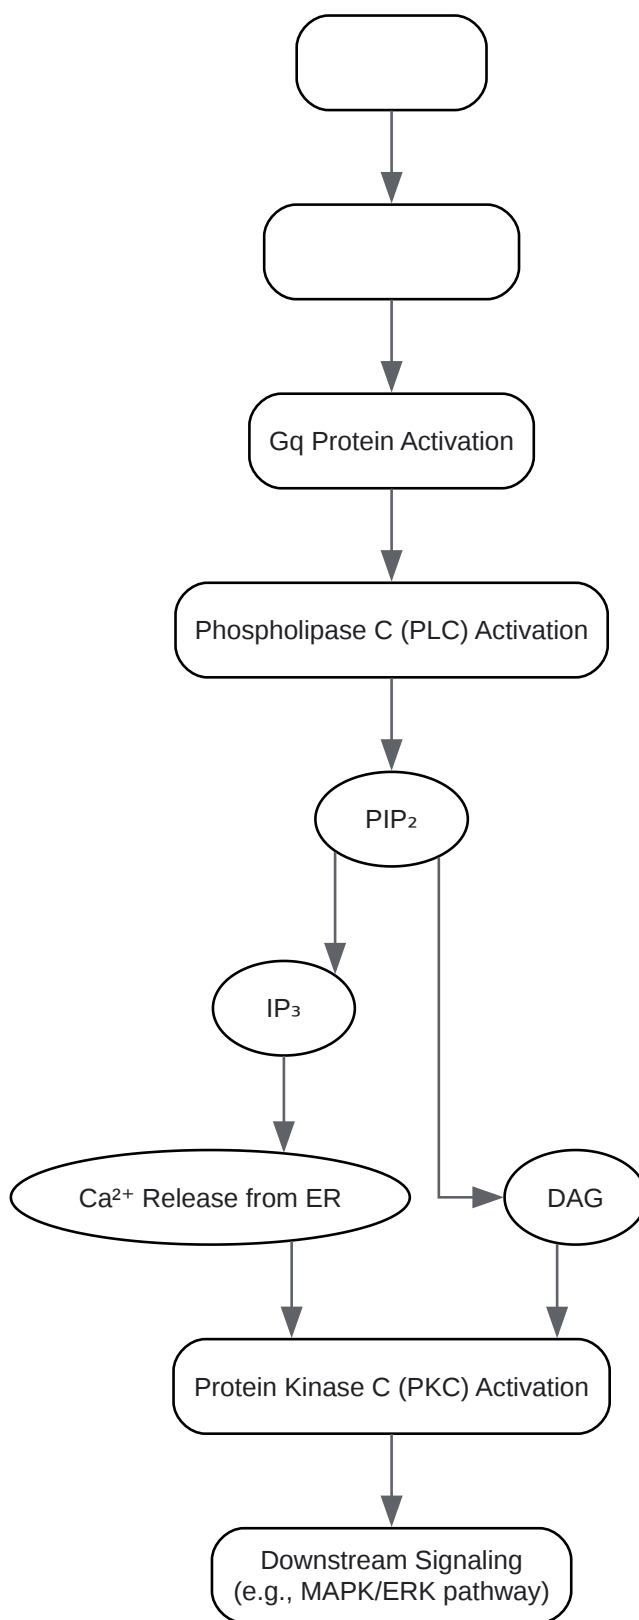 Gq Protein Activation
Phospholipase C (PLC) Activation
PIP₂
IP₃
Ca²⁺ Release from ER
DAG
Protein Kinase C (PKC) Activation
Downstream Signaling
(e.g., MAPK/ERK pathway)